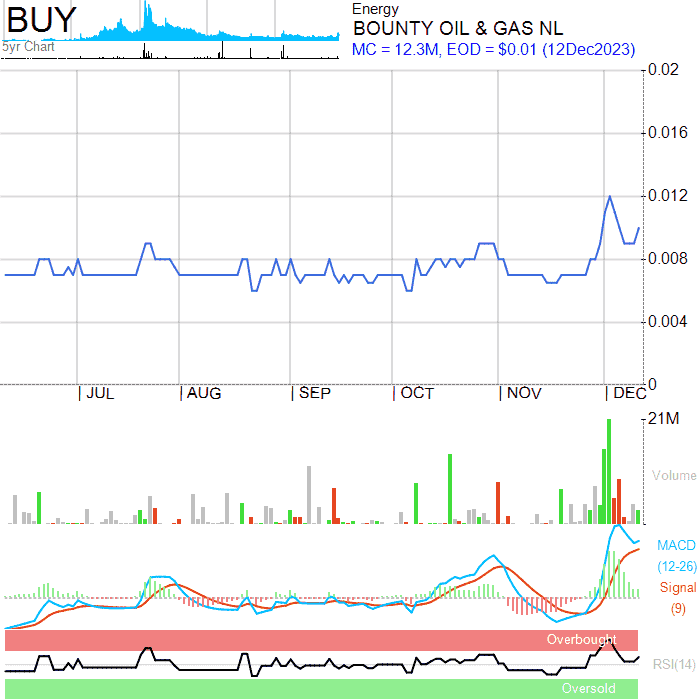 BUY
5yr Chart
Energy
BOUNTY OIL & GAS NL
MC = 12.3M, EOD = $0.01 (12Dec2023)
0.02
0.016
0.012
0.008
0.004
0
JUL
AUG
SEP
OCT
NOV
DEC
21M
Volume
MACD
(12-26)
Signal
(9)
Overbought
RSI(14)
Oversold